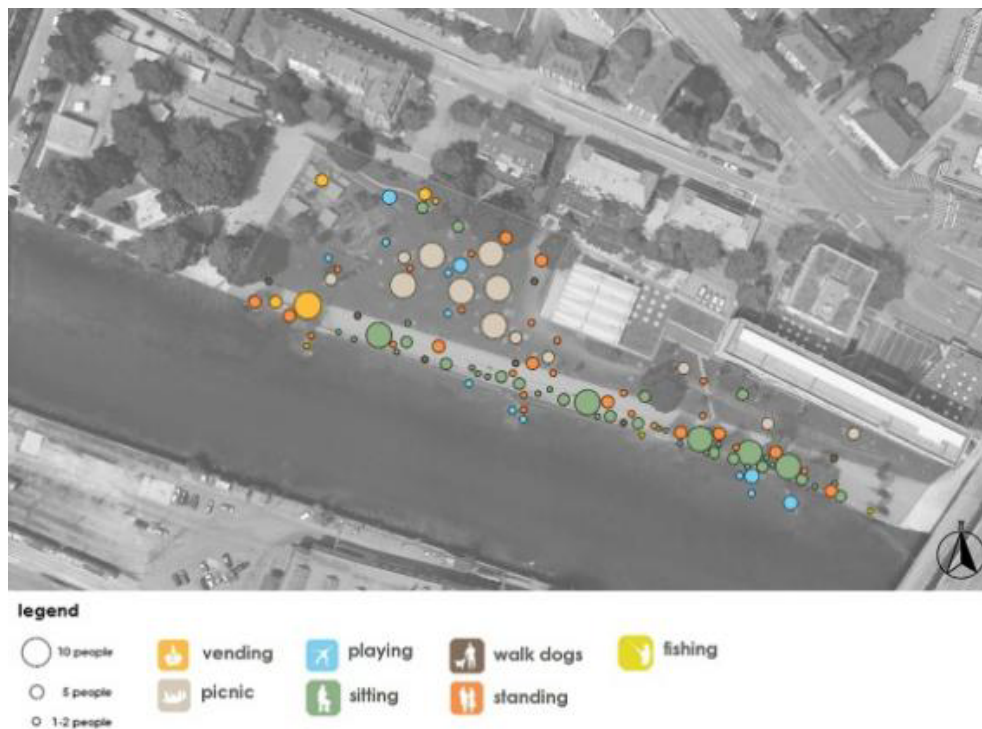 N
legend
10 people
5 people
1-2 people
vending
picnic
playing
sitting
walk dogs
standing
fishing